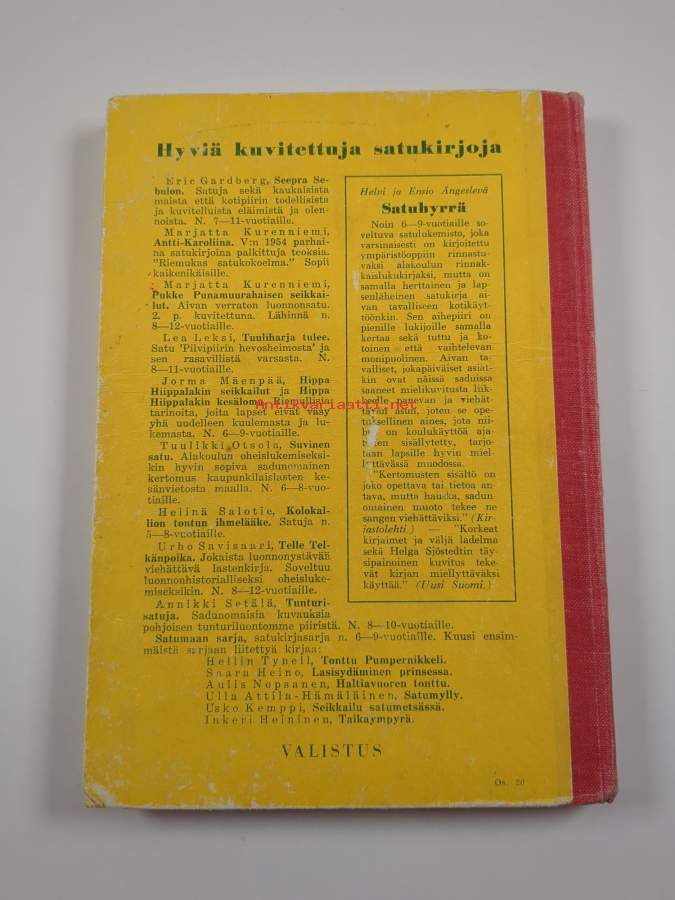 Hyviä kuvitettuja satukirjoja
Eric Gardberg, Seepra Se-
bulon. Satuja sekä kaukaisista
maista että kotipiirin todellisista
ja kuvitelluista eläimistä ja olen-
noista. N. 7—11-vuotiaille.
Marjatta Kurenniemi,
Antti-Karoliina. V:n 1954 parhai-
na satukirjoina palkittuja teoksia.
"Riemukas satukokoelma." Sopii
kaikenikäisille.
Marjatta Kurenniemi,
Pukke Punamuurahaisen seikkai-
lut. Aivan verraton luonnonsatu.
2. p. kuvitettuna. Lähinnä n.
8—12-vuotiaille.
Lea Leksi, Tuuliharja tulee.
Satu 'Pilvipiirin hevosheimosta' ja
sen rasavillistä varsasta. N.
8—11-vuotiaille.
Jorma Mäenpää, Hippa
Hiippalakin seikkailut ja Hippa
Hiippalakin kesäloma. Riemullisia
tarinoita, joita lapset eivät väsy
yhä uudelleen kuulemasta ja lu-
kemasta. N. 6—9-vuotiaille.
Tuulikki Otsola, Suvinen
satu. Alakoulun oheislukemiseksi-
kin hyvin sopiva sadunomainen
kertomus kaupunkilaislasten ke-
sänvietosta maalla. N. 6—8-vuo-
tiaille.
Helinä Salotie, Kolokal-
lion tontun ihmelääke. Satuja n.
5—8-vuotiaille.
Urho Savisaari, Telle Tel-
känpoika. Jokaista luonnonystävää
viehättävä lastenkirja. Soveltuu
luonnonhistorialliseksi oheisluke-
miseksikin. N. 8—12-vuotiaille.
Annikki Setälä, Tunturi-
satuja. Sadunomaisia kuvauksia
pohjoisen tunturiluontomme piiristä. N. 8—10-vuotiaille.
Satumaan sarja, satukirjasarja n. 6—9-vuotiaille. Kuusi ensim-
mäistä sarjaan liitettyä kirjaa:
Hellin Tynell, Tonttu Pumpernikkeli.
Saara Heino, Lasisydäminen prinsessa.
Aulis Nopsanen, Haltiavuoren tonttu.
Ulla Attila-Hämäläinen, Satumylly.
Usko Kemppi, Seikkailu satumetsässä.
Inkeri Heininen, Taikaympyrä.
Helvi ja Ensio Angeslevä
Satuhyrrä
Noin 6—9-vuotiaille so-
veltuva satulukemisto, joka
varsinaisesti on kirjoitettu
ympäristöoppiin rinnastu-
vaksi alakoulun rinnak-
kaislukukirjaksi, mutta on
samalla herttainen ja lap-
senläheinen satukirja ai-
van tavalliseen kotikäyt-
töönkin. Sen aihepiiri on
pienille lukijoille samalla
kertaa sekä tuttu ja ko-
toinen että vaihtelevan
monipuolinen. Aivan ta-
valliset, jokapäiväiset asiat-
kin ovat näissä saduissa
saaneet mielikuvitusta liik-
keelle panevan ja viehät-
tävän asun, joten se ope-
tuksellinen aines, jota nii-
hin on koulukäyttöä aja-
tellen sisällytetty, tarjo-
taan lapsille hyvin miel-
lyttävässä muodossa.
"Kertomusten sisältö on
joko opettava tai tietoa an-
tava, mutta hauska, sadun
omainen muoto tekee ne
sangen viehättäviksi." (Kir-
jastolehti.) — "Korkeat
kirjaimet ja väljä ladelma
sekä Helga Sjöstedtin täy-
sipainoinen kuvitus teke-
vät kirjan miellyttäväksi
käyttää." (Uusi Suomi.)
VALISTUS
Os. 20
Antikvariaatti.net